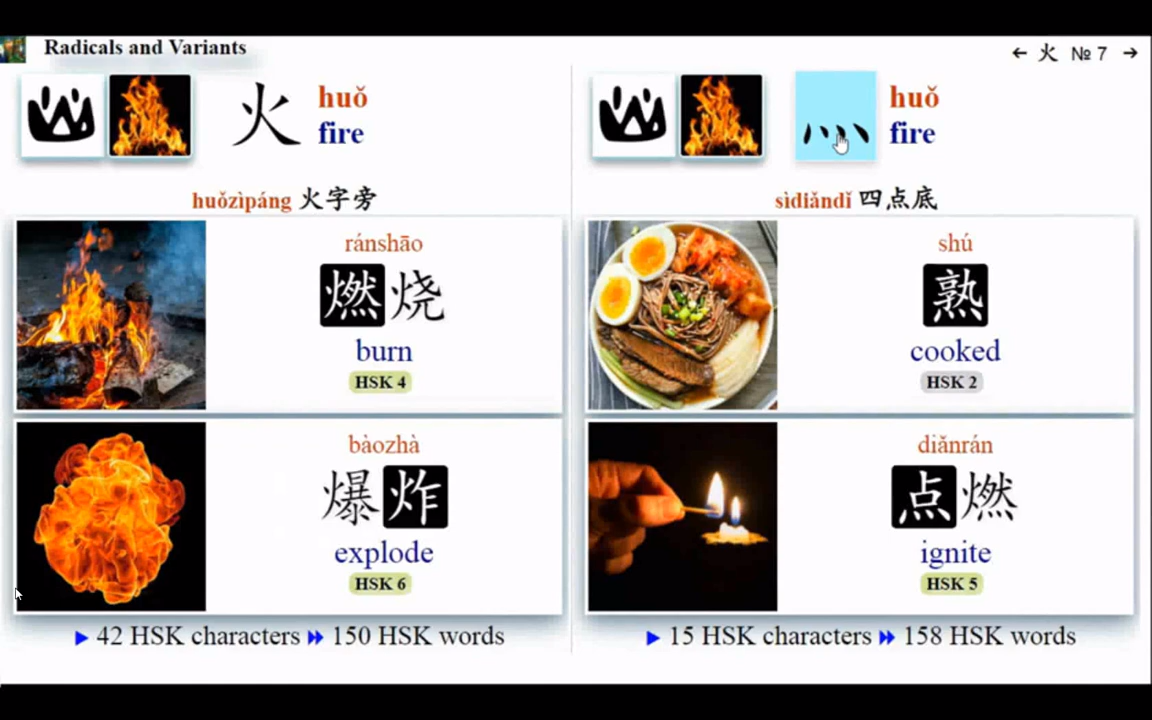 Radicals and Variants
← 火 № 7 →
火 huǒ
fire
huǒzìpáng 火字旁
ránshāo
燃烧
burn
HSK 4
bàozhà
爆炸
explode
HSK 6
▶ 42 HSK characters ▶▶ 150 HSK words
灬 huǒ
fire
sìdiǎndǐ 四点底
shú
熟
cooked
HSK 2
diǎnrán
点燃
ignite
HSK 5
▶ 15 HSK characters ▶▶ 158 HSK words